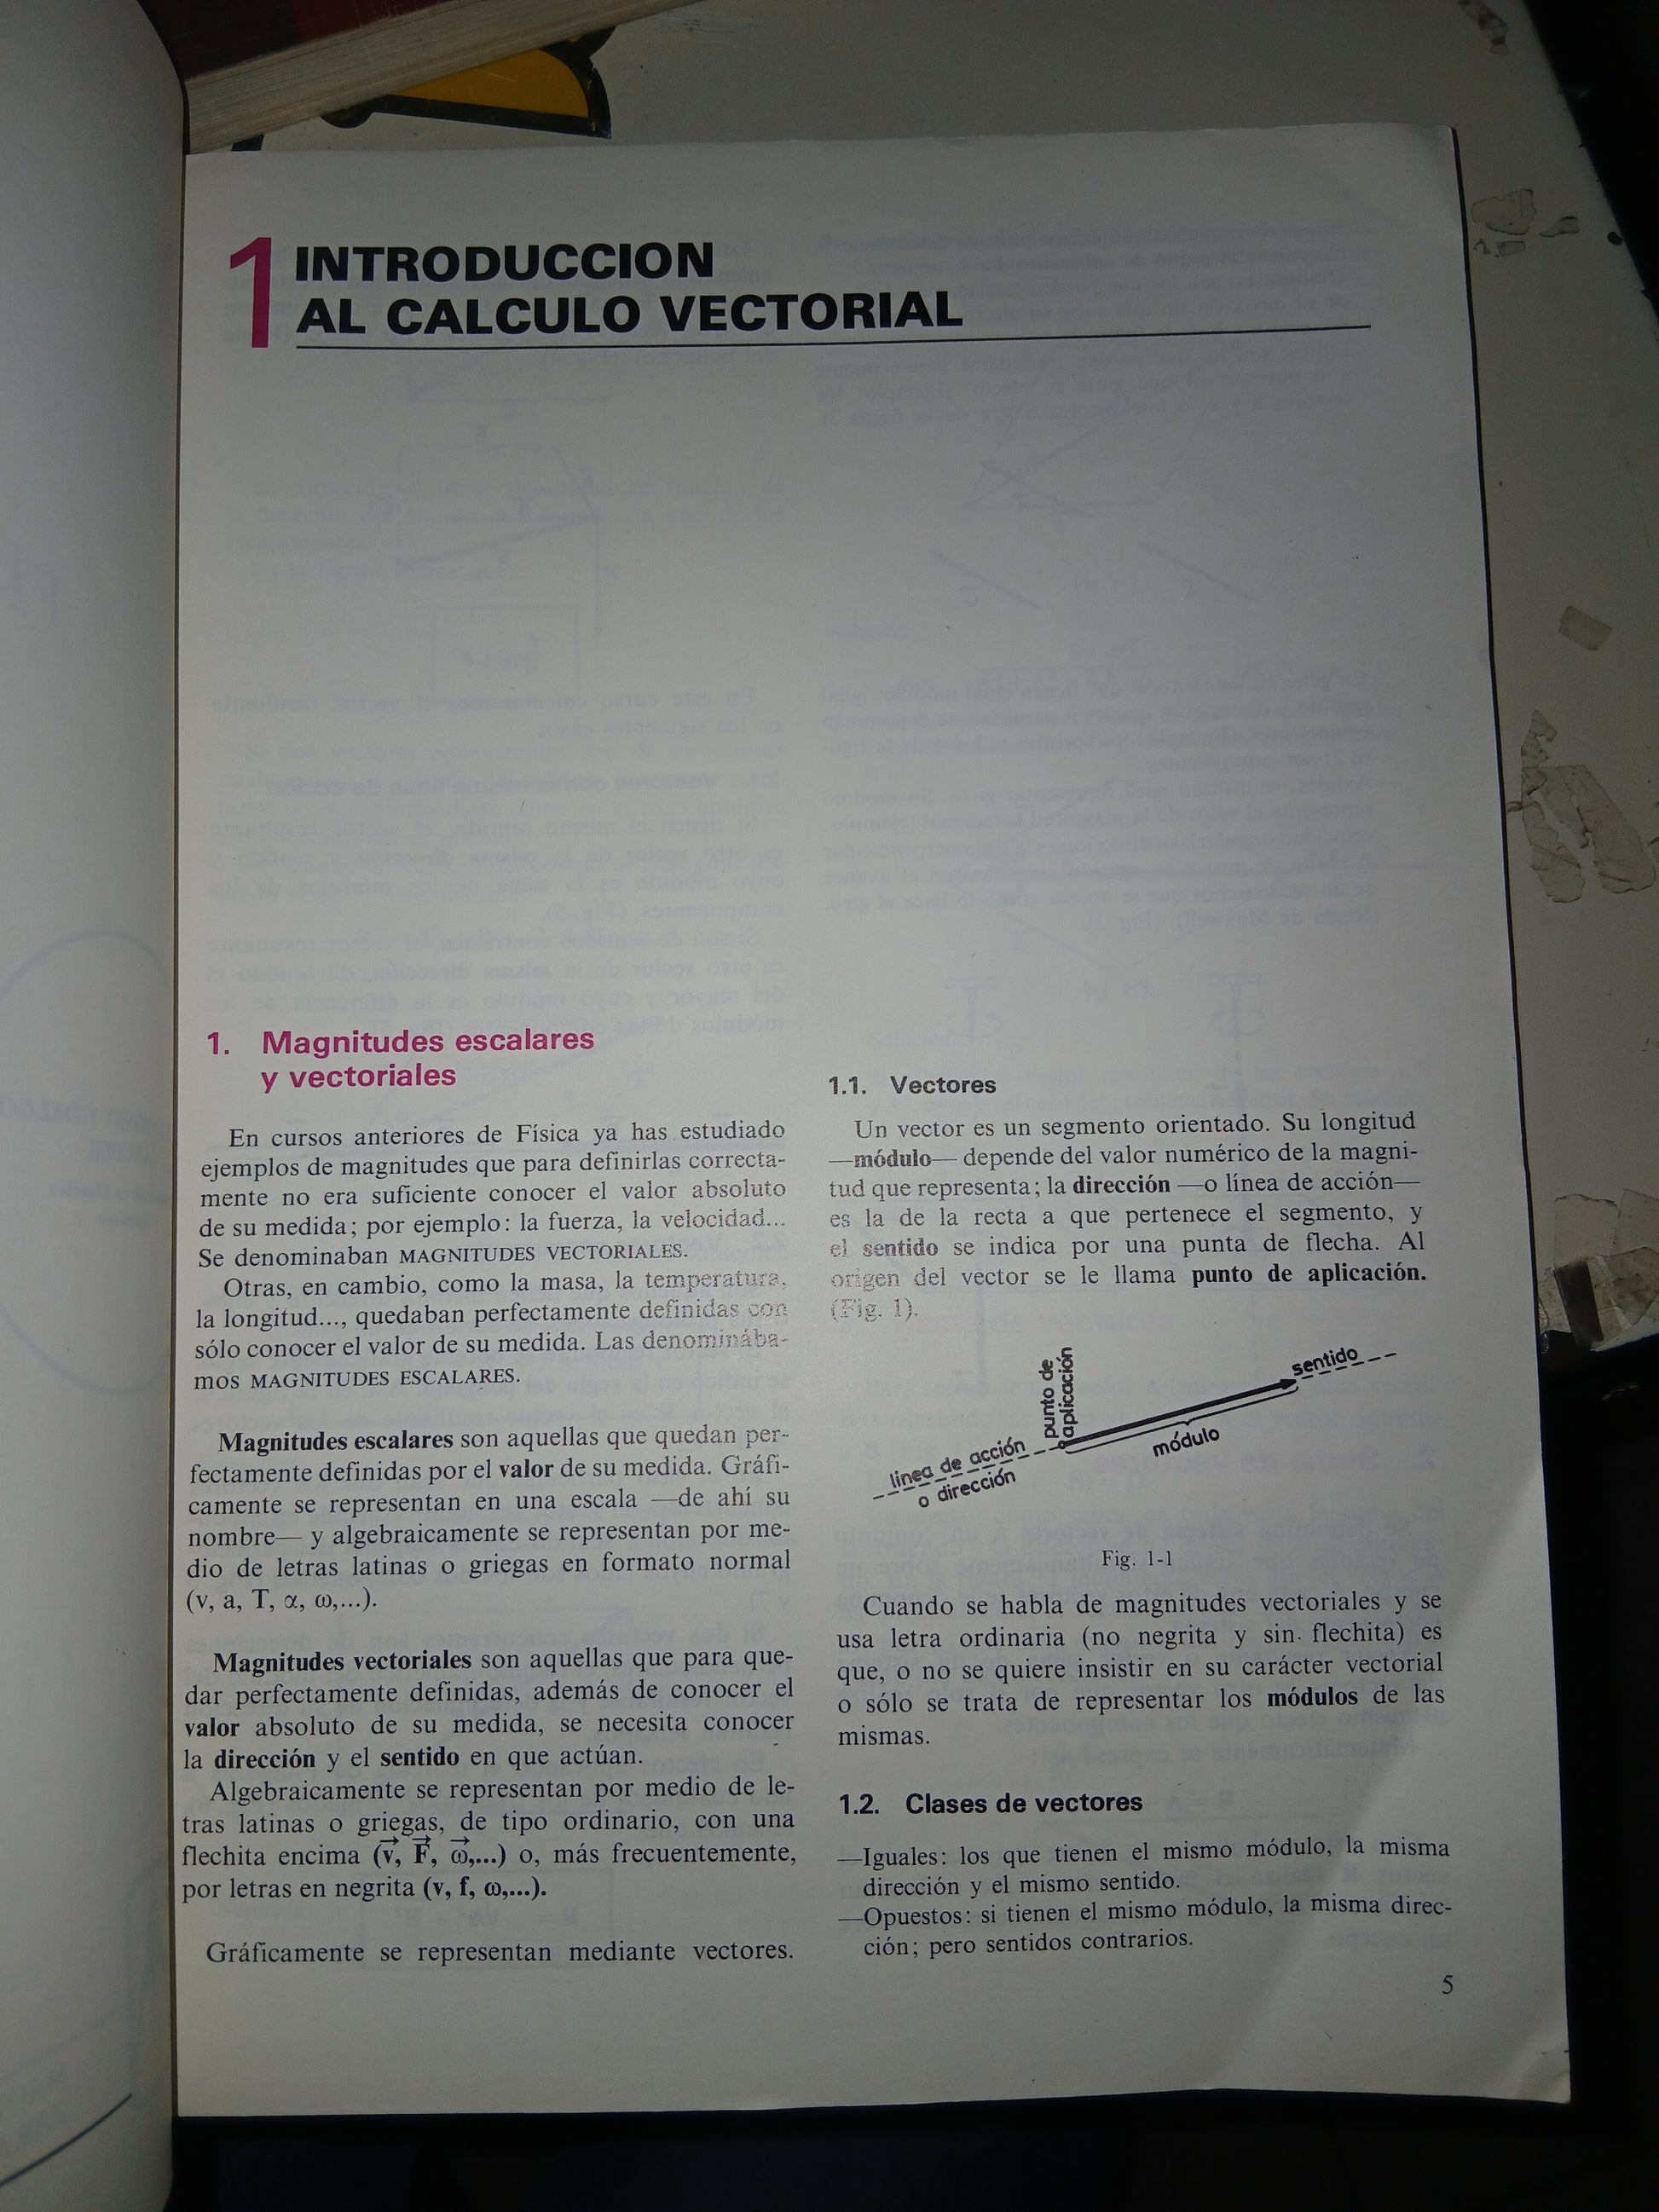 1 INTRODUCCION
AL CALCULO VECTORIAL
1. Magnitudes escalares
y vectoriales
En cursos anteriores de Física ya has estudiado
ejemplos de magnitudes que para definirlas correcta-
mente no era suficiente conocer el valor absoluto
de su medida; por ejemplo: la fuerza, la velocidad...
Se denominaban MAGNITUDES VECTORIALES.
Otras, en cambio, como la masa, la temperatura,
la longitud..., quedaban perfectamente definidas con
sólo conocer el valor de su medida. Las denominába-
mos MAGNITUDES ESCALARES.
Magnitudes escalares son aquellas que quedan per-
fectamente definidas por el valor de su medida. Gráfi-
camente se representan en una escala —de ahí su
nombre— y algebraicamente se representan por me-
dio de letras latinas o griegas en formato normal
(v, a, T, α, ω,...).
Magnitudes vectoriales son aquellas que para que-
dar perfectamente definidas, además de conocer el
valor absoluto de su medida, se necesita conocer
la dirección y el sentido en que actúan.
Algebraicamente se representan por medio de le-
tras latinas o griegas, de tipo ordinario, con una
flechita encima (v⃗, F⃗, ω⃗,...) o, más frecuentemente,
por letras en negrita (v, f, ω,...).
Gráficamente se representan mediante vectores.
1.1. Vectores
Un vector es un segmento orientado. Su longitud
—módulo— depende del valor numérico de la magni-
tud que representa; la dirección —o línea de acción—
es la de la recta a que pertenece el segmento, y
el sentido se indica por una punta de flecha. Al
origen del vector se le llama punto de aplicación.
(Fig. 1).
punto de
aplicación
sentido
módulo
linea de acción
o dirección
Fig. 1-1
Cuando se habla de magnitudes vectoriales y se
usa letra ordinaria (no negrita y sin flechita) es
que, o no se quiere insistir en su carácter vectorial
o sólo se trata de representar los módulos de las
mismas.
1.2. Clases de vectores
—Iguales: los que tienen el mismo módulo, la misma
dirección y el mismo sentido.
—Opuestos: si tienen el mismo módulo, la misma direc-
ción; pero sentidos contrarios.
5